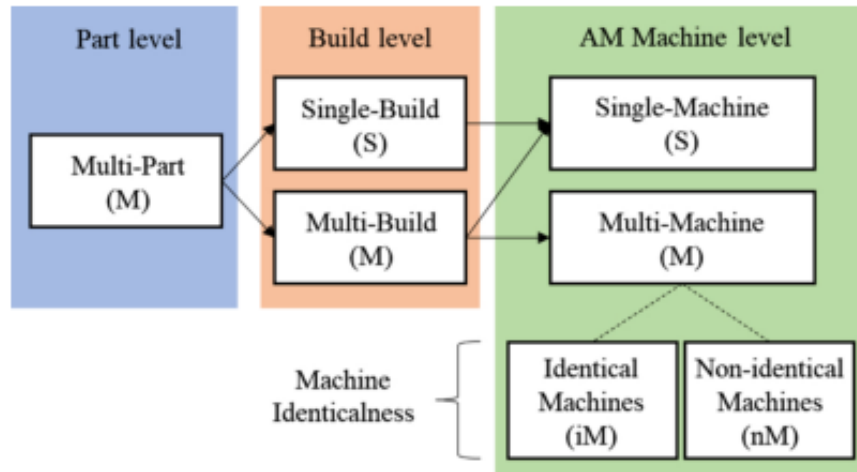 Part level
Build level
AM Machine level
Multi-Part
(M)
Single-Build
(S)
Multi-Build
(M)
Single-Machine
(S)
Multi-Machine
(M)
Machine
Identicalness
Identical
Machines
(iM)
Non-identical
Machines
(nM)